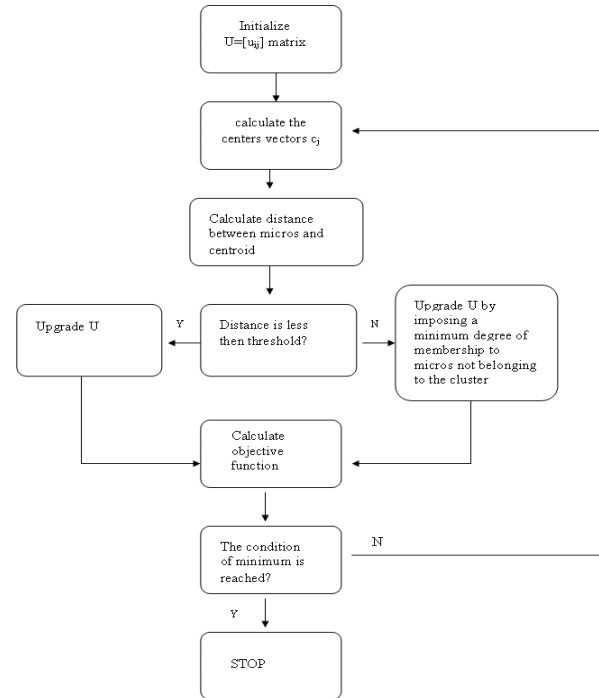 Initialize
U=[uij] matrix
calculate the
centers vectors cj
Calculate distance
between micros and
centroid
Upgrade U
Y
Distance is less
then threshold?
N
Upgrade U by
imposing a
minimum degree of
membership to
micros not belonging
to the cluster
Calculate
objective
function
The condition
of minimum is
reached?
N
Y
STOP